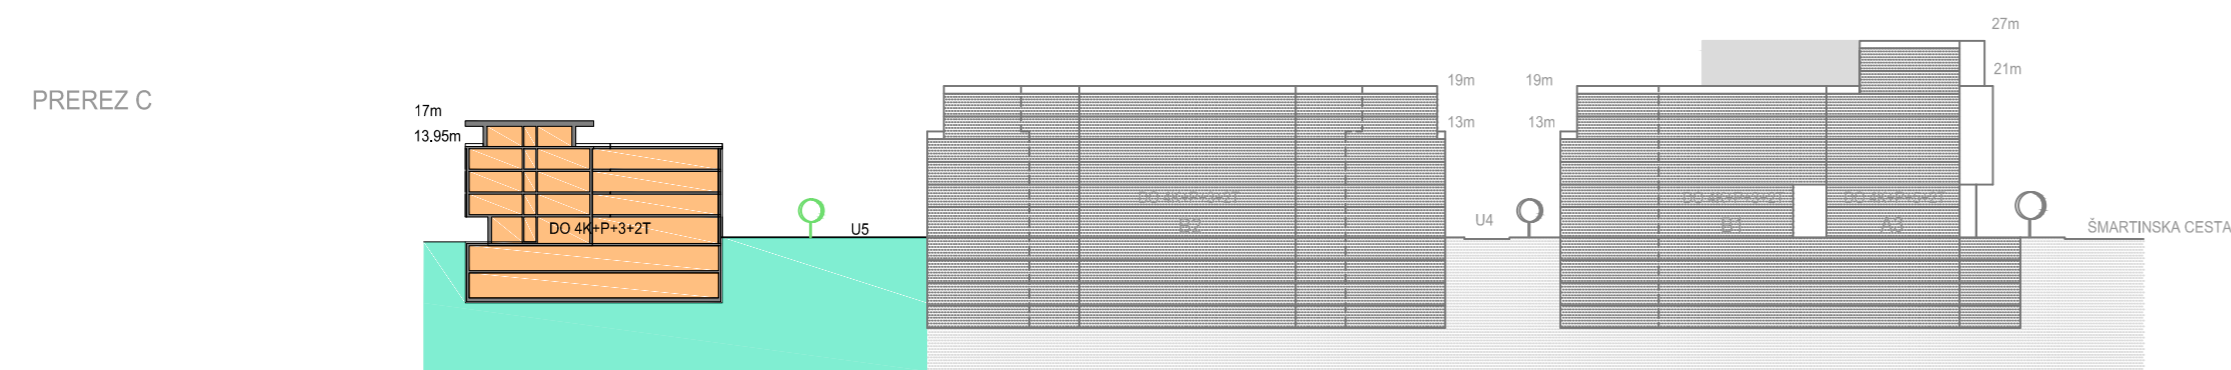 PREREZ C
17m
13.95m
DO 4K+P+3+2T
U5
19m
13m
DO 4K+P+3+2T
B2
U4
19m
13m
DO 4K+P+3+2T
B1
27m
21m
DO 4K+P+5+2T
A3
ŠMARTINSKA CESTA